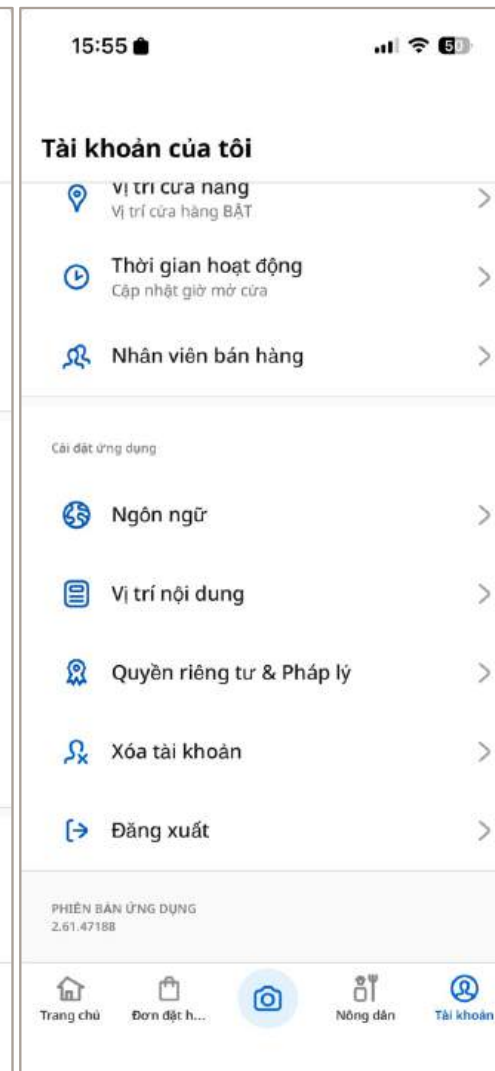 15:55
50
Tài khoản của tôi
Vị trí cửa hàng
Vị trí cửa hàng BẬT
Thời gian hoạt động
Cập nhật giờ mở cửa
Nhân viên bán hàng
Cài đặt ứng dụng
Ngôn ngữ
Vị trí nội dung
Quyền riêng tư & Pháp lý
Xóa tài khoản
Đăng xuất
PHIÊN BẢN ỨNG DỤNG
2.61.47188
Trang chủ
Đơn đặt h...
Nông dân
Tài khoản